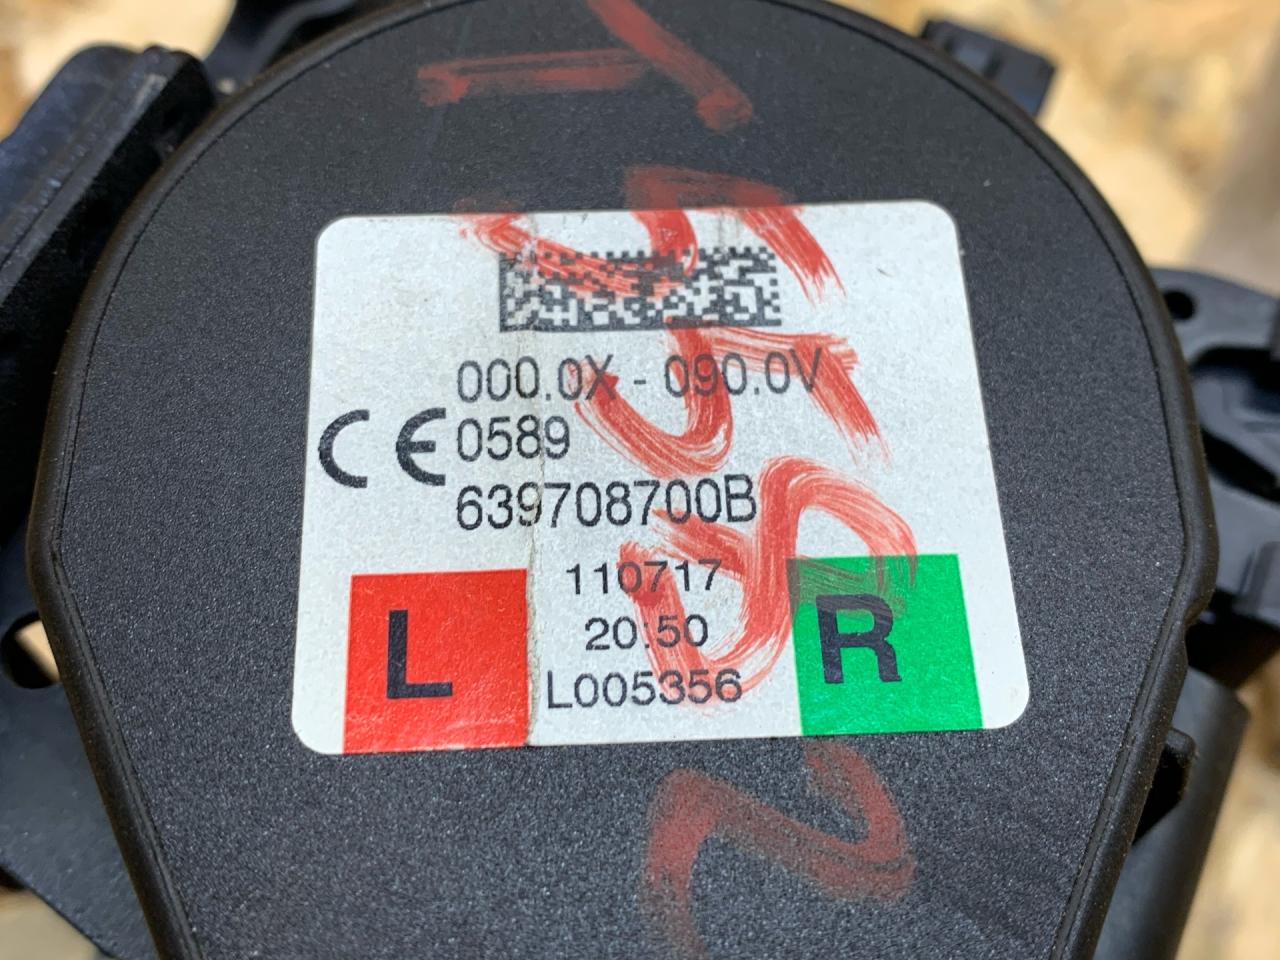 000.0X - 090.0V
CE 0589
639708700B
110717
20:50
L005356
L
R